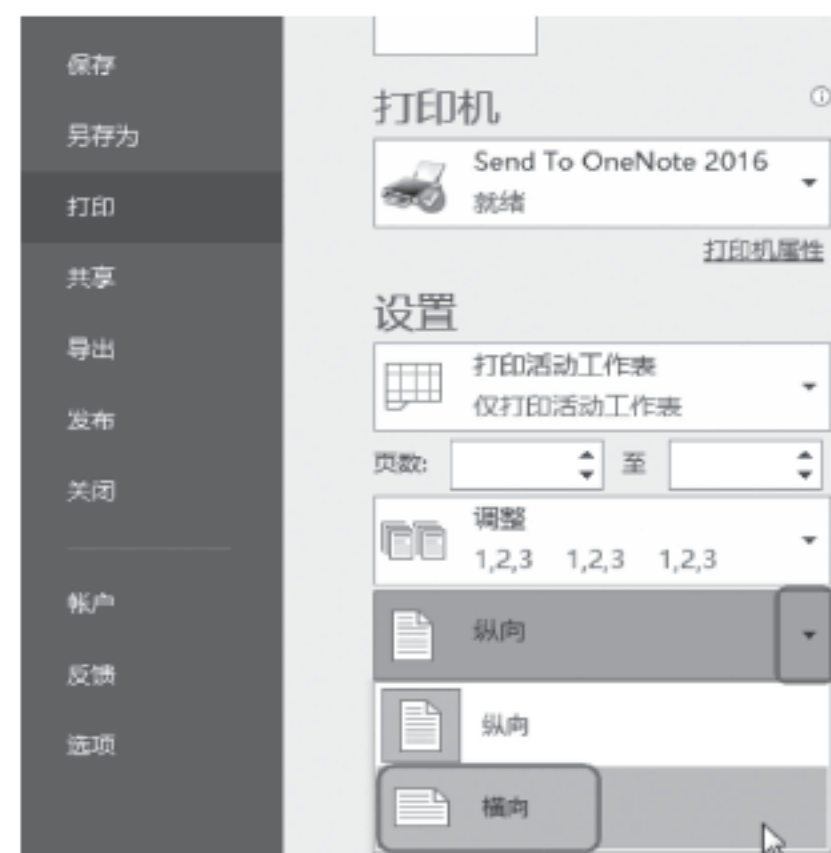 保存
另存为
打印
共享
导出
发布
关闭
帐户
反馈
选项
打印机
Send To OneNote 2016
就绪
打印机属性
设置
打印活动工作表
仅打印活动工作表
页数: 至
调整
1,2,3 1,2,3 1,2,3
纵向
纵向
横向